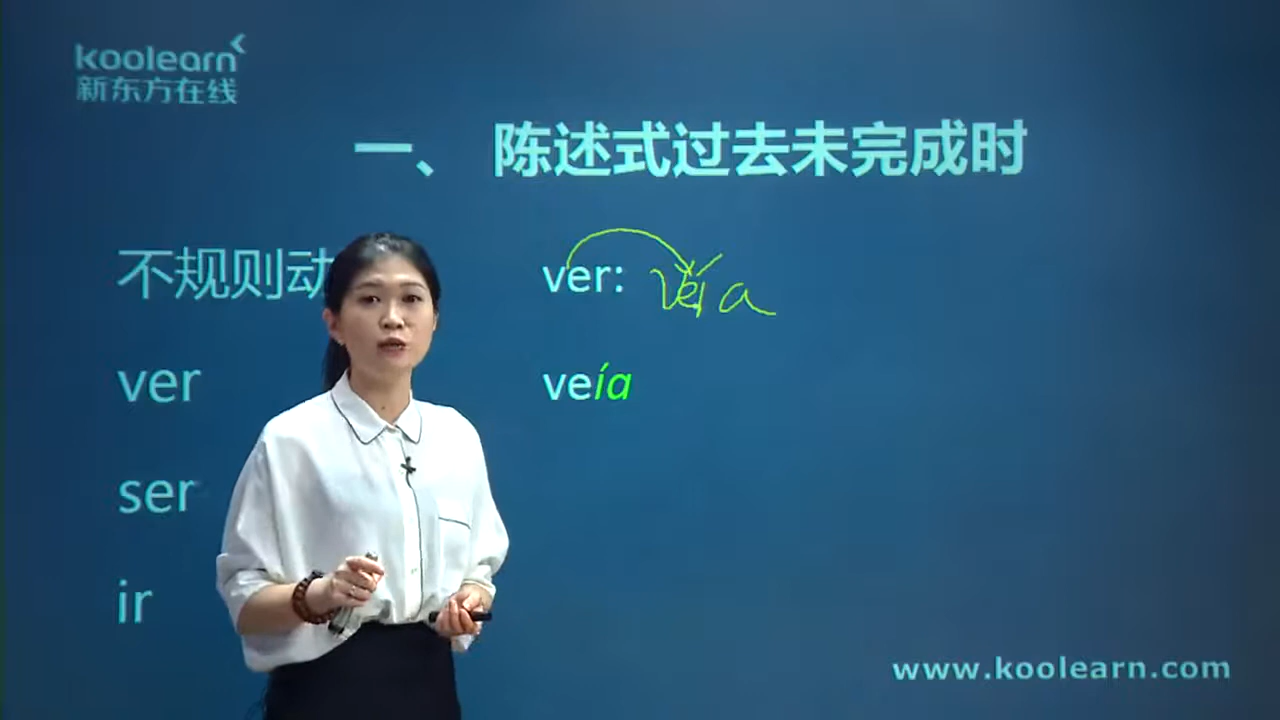 koolearn
新东方在线
一、 陈述式过去未完成时
不规则动
ver: veía
ver
veía
ser
ir
www.koolearn.com